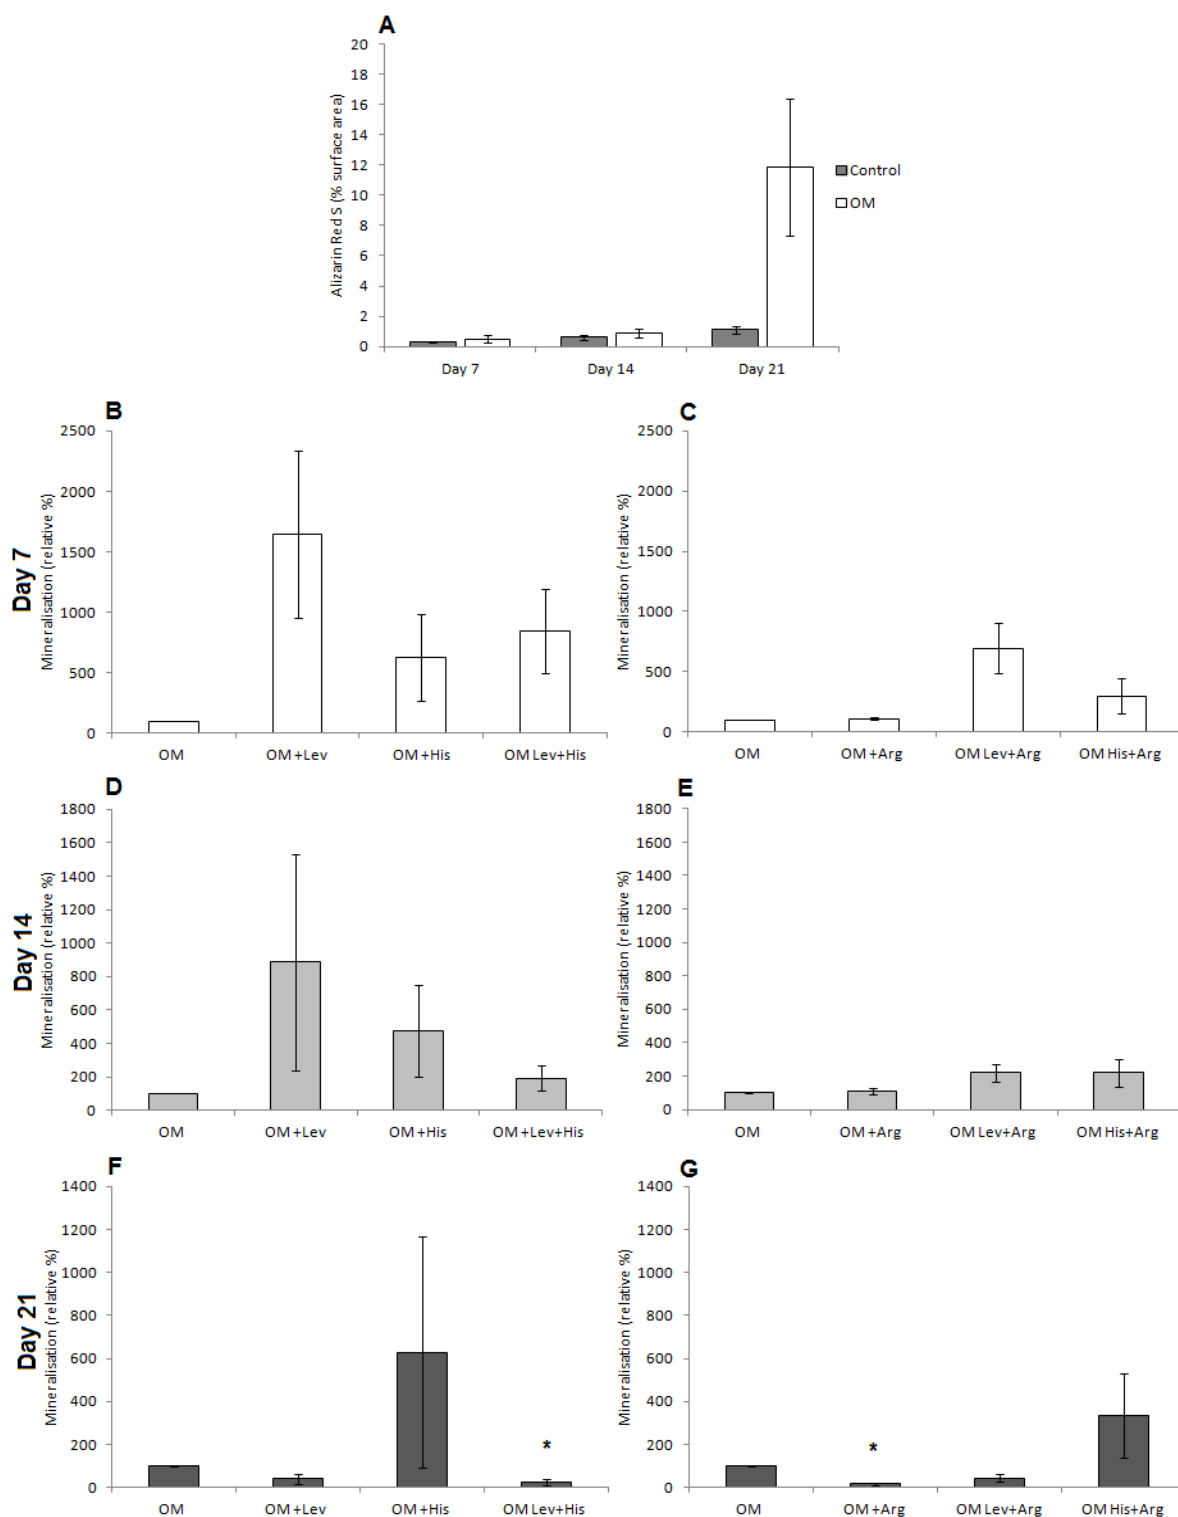 A
Alizarin Red S (% surface area)
20
18
16
14
12
10
8
6
4
2
0
Control
OM
Day 7 Day 14 Day 21
Day 7
B
Mineralisation (relative %)
2500
2000
1500
1000
500
0
OM OM +Lev OM +His OM Lev+His
C
Mineralisation (relative %)
2500
2000
1500
1000
500
0
OM OM +Arg OM Lev+Arg OM His+Arg
Day 14
D
Mineralisation (relative %)
1800
1600
1400
1200
1000
800
600
400
200
0
OM OM +Lev OM +His OM +Lev+His
E
Mineralisation (relative %)
1800
1600
1400
1200
1000
800
600
400
200
0
OM OM +Arg OM Lev+Arg OM His+Arg
Day 21
F
Mineralisation (relative %)
1400
1200
1000
800
600
400
200
0
*
OM OM +Lev OM +His OM Lev+His
G
Mineralisation (relative %)
1400
1200
1000
800
600
400
200
0
*
OM OM +Arg OM Lev+Arg OM His+Arg